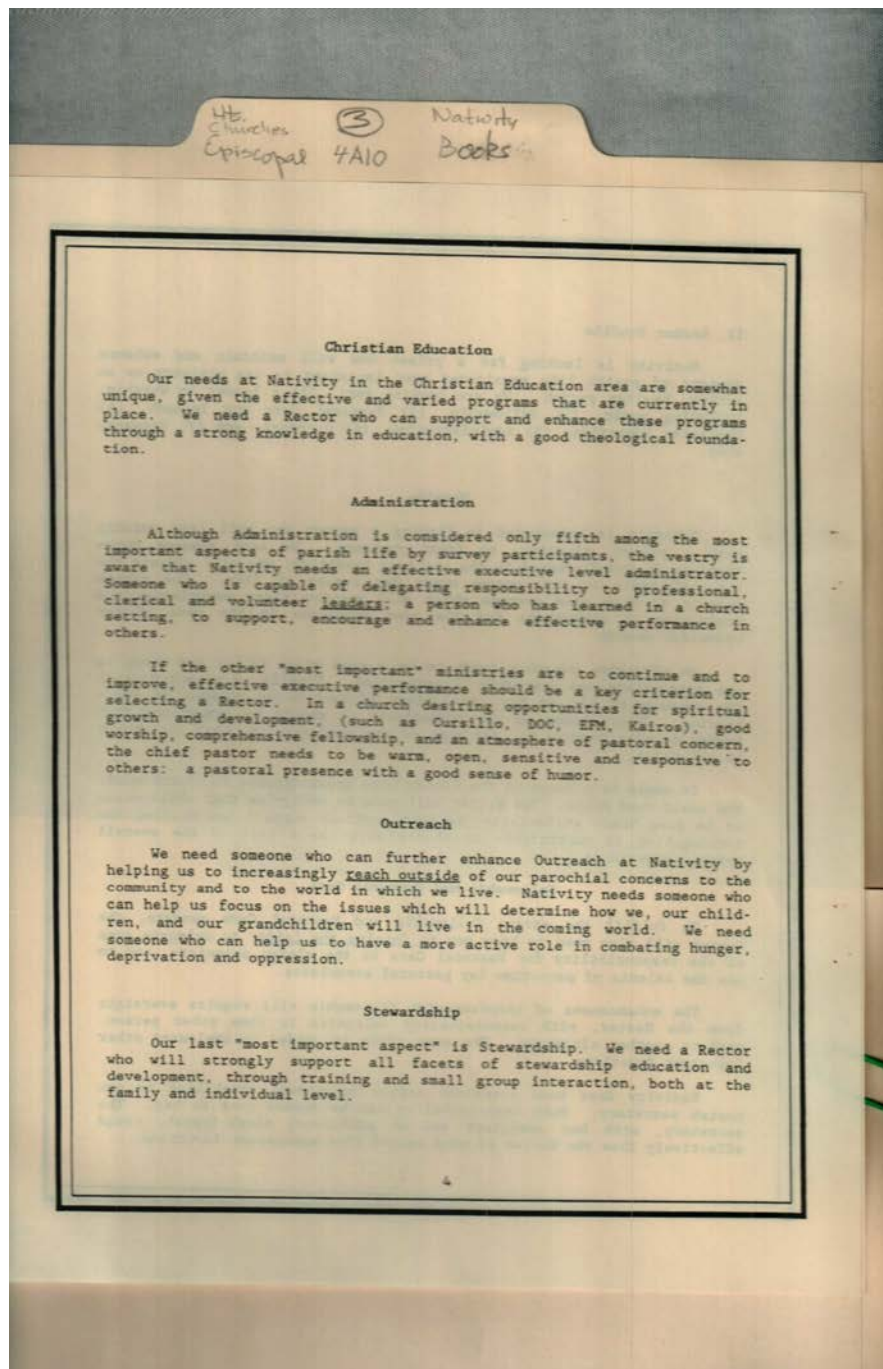 Ht.
Churches
Episcopal
③
4A10
Nativity
Books
Christian Education
Our needs at Nativity in the Christian Education area are somewhat
unique, given the effective and varied programs that are currently in
place. We need a Rector who can support and enhance these programs
through a strong knowledge in education, with a good theological founda-
tion.
Administration
Although Administration is considered only fifth among the most
important aspects of parish life by survey participants, the vestry is
aware that Nativity needs an effective executive level administrator.
Someone who is capable of delegating responsibility to professional,
clerical and volunteer leaders; a person who has learned in a church
setting, to support, encourage and enhance effective performance in
others.
If the other "most important" ministries are to continue and to
improve, effective executive performance should be a key criterion for
selecting a Rector. In a church desiring opportunities for spiritual
growth and development, (such as Cursillo, DOC, EFM, Kairos), good
worship, comprehensive fellowship, and an atmosphere of pastoral concern,
the chief pastor needs to be warm, open, sensitive and responsive to
others: a pastoral presence with a good sense of humor.
Outreach
We need someone who can further enhance Outreach at Nativity by
helping us to increasingly reach outside of our parochial concerns to the
community and to the world in which we live. Nativity needs someone who
can help us focus on the issues which will determine how we, our child-
ren, and our grandchildren will live in the coming world. We need
someone who can help us to have a more active role in combating hunger,
deprivation and oppression.
Stewardship
Our last "most important aspect" is Stewardship. We need a Rector
who will strongly support all facets of stewardship education and
development, through training and small group interaction, both at the
family and individual level.
4